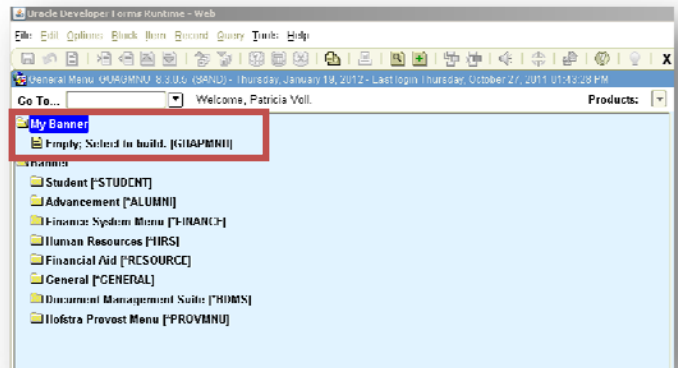 Oracle Developer Forms Runtime - Web
File Edit Options Block Item Record Query Tools Help
X
General Menu GUAGMNU 8.3.0.5 (SAND) - Thursday, January 19, 2012 - Last login Thursday, October 27, 2011 01:43:28 PM
Go To... Welcome, Patricia Voll. Products:
My Banner
Empty; Select to build. [GUAPMNU]
Banner
Student [*STUDENT]
Advancement [*ALUMNI]
Finance System Menu [*FINANCE]
Human Resources [*HRS]
Financial Aid [*RESOURCE]
General [*GENERAL]
Document Management Suite [*BDMS]
Hofstra Provost Menu [*PROVMNU]